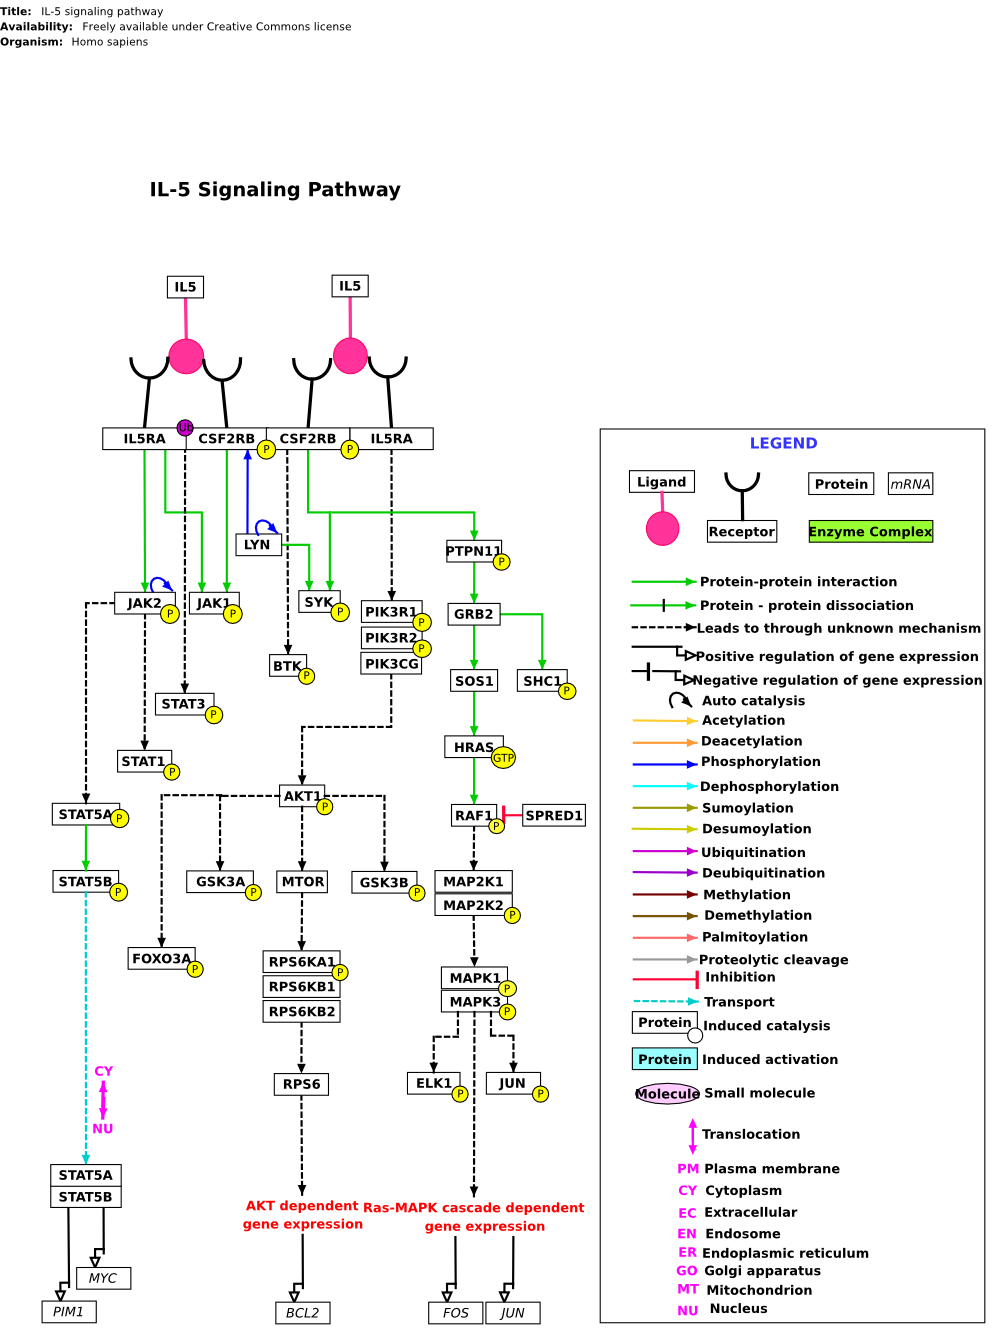 Title: IL-5 signaling pathway
Availability: Freely available under Creative Commons license
Organism: Homo sapiens
IL-5 Signaling Pathway
IL5
IL5
Ub
IL5RA
CSF2RB
P
CSF2RB
P
IL5RA
LYN
PTPN11
P
JAK2
P
JAK1
P
SYK
P
PIK3R1
P
PIK3R2
P
PIK3CG
GRB2
BTK
P
SOS1
SHC1
P
STAT3
P
STAT1
P
HRAS
GTP
AKT1
P
STAT5A
P
RAF1
P
SPRED1
STAT5B
P
GSK3A
P
MTOR
GSK3B
P
MAP2K1
MAP2K2
P
FOXO3A
P
RPS6KA1
P
RPS6KB1
RPS6KB2
MAPK1
P
MAPK3
P
CY
NU
RPS6
ELK1
P
JUN
P
STAT5A
STAT5B
AKT dependent
gene expression
Ras-MAPK cascade dependent
gene expression
MYC
PIM1
BCL2
FOS
JUN
LEGEND
Ligand
Receptor
Protein
mRNA
Enzyme Complex
Protein-protein interaction
Protein - protein dissociation
Leads to through unknown mechanism
Positive regulation of gene expression
Negative regulation of gene expression
Auto catalysis
Acetylation
Deacetylation
Phosphorylation
Dephosphorylation
Sumoylation
Desumoylation
Ubiquitination
Deubiquitination
Methylation
Demethylation
Palmitoylation
Proteolytic cleavage
Inhibition
Transport
Protein Induced catalysis
Protein Induced activation
Molecule Small molecule
Translocation
PM Plasma membrane
CY Cytoplasm
EC Extracellular
EN Endosome
ER Endoplasmic reticulum
GO Golgi apparatus
MT Mitochondrion
NU Nucleus